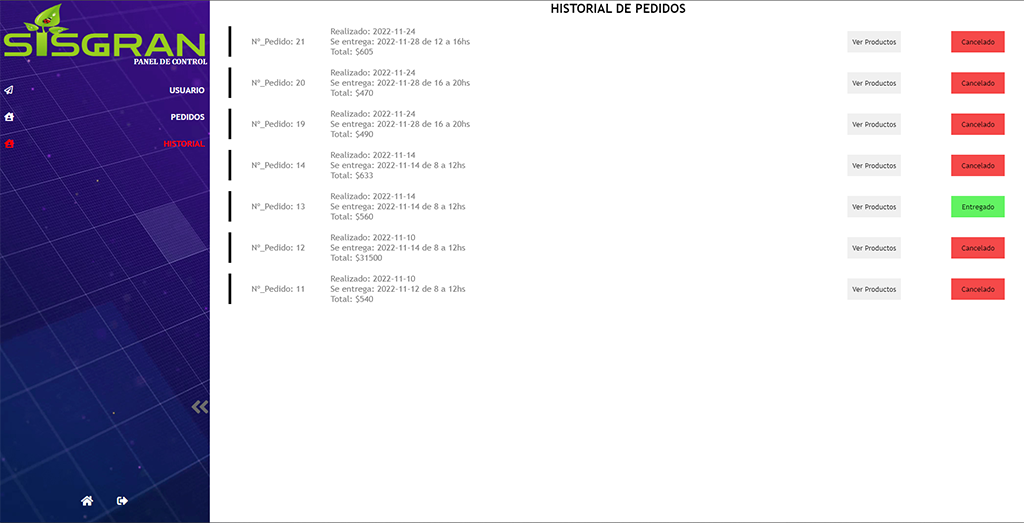 SISGRAN
PANEL DE CONTROL
USUARIO
PEDIDOS
HISTORIAL
HISTORIAL DE PEDIDOS
Nº_Pedido: 21
Realizado: 2022-11-24
Se entrega: 2022-11-28 de 12 a 16hs
Total: $605
Ver Productos
Cancelado
Nº_Pedido: 20
Realizado: 2022-11-24
Se entrega: 2022-11-28 de 16 a 20hs
Total: $470
Ver Productos
Cancelado
Nº_Pedido: 19
Realizado: 2022-11-24
Se entrega: 2022-11-28 de 16 a 20hs
Total: $490
Ver Productos
Cancelado
Nº_Pedido: 14
Realizado: 2022-11-14
Se entrega: 2022-11-14 de 8 a 12hs
Total: $633
Ver Productos
Cancelado
Nº_Pedido: 13
Realizado: 2022-11-14
Se entrega: 2022-11-14 de 8 a 12hs
Total: $560
Ver Productos
Entregado
Nº_Pedido: 12
Realizado: 2022-11-10
Se entrega: 2022-11-14 de 8 a 12hs
Total: $31500
Ver Productos
Cancelado
Nº_Pedido: 11
Realizado: 2022-11-10
Se entrega: 2022-11-12 de 8 a 12hs
Total: $540
Ver Productos
Cancelado